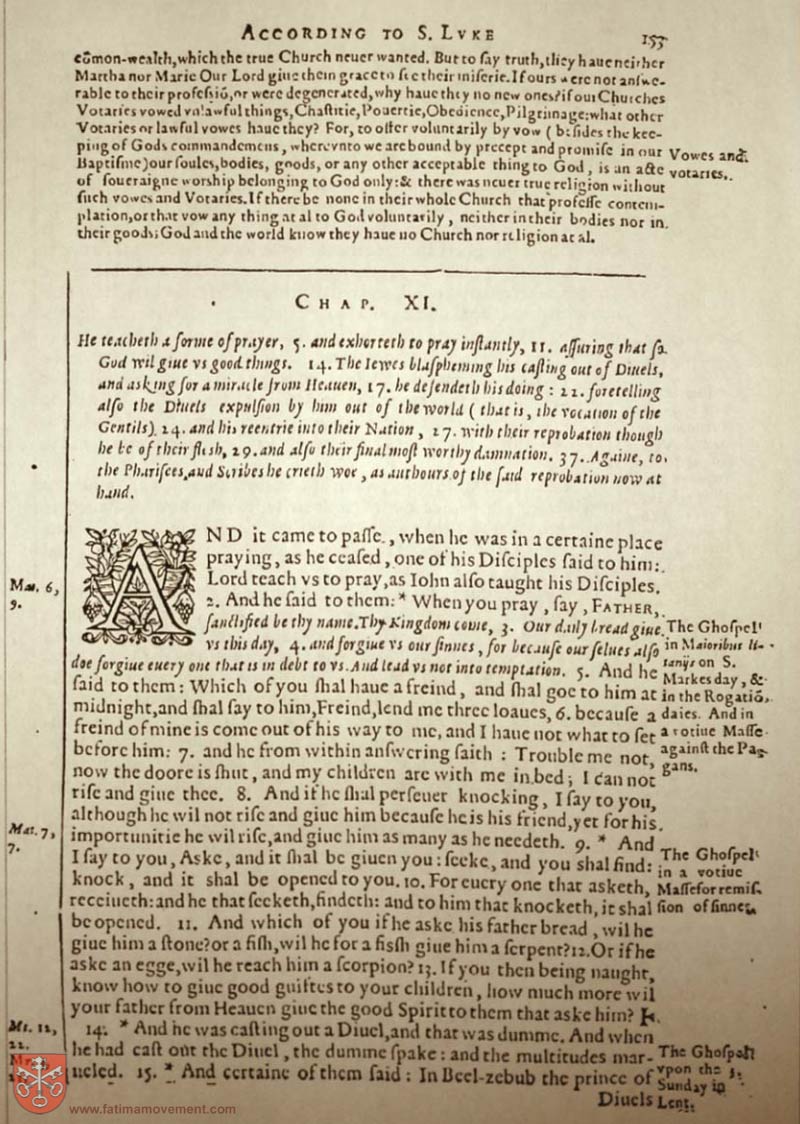 ACCORDING TO S. LVKE 157
cõmon-wealth, which the true Church neuer wanted. But to ſay truth, they haue neither
Martha nor Marie Our Lord giue them grace to ſee their miſerie. If ours were not anſwe-
rable to their profeſſiõ, or were degenerated, why haue they no new ones? if our Churches
Votaries vowed vnlawful things, Chaſtitie, Pouertie, Obedience, Pilgrimage: what other
Votaries or lawful vowes haue they? For, to offer voluntarily by vow (beſides the kee-
ping of Gods commandemens, wherevnto we are bound by precept and promiſe in our
Baptiſme) our ſoules, bodies, goods, or any other acceptable thing to God, is an acte
of ſoueraigne worship belonging to God only: & there was neuer true religion without
ſuch vowes and Votaries. If there be none in their whole Church that profeſſe contem-
plation, or that vow any thing at al to God voluntarily, neither in their bodies nor in
their goods; God and the world know they haue no Church nor religion at al.
Vowes and
votaries.
CHAP. XI.
He teacheth a forme of prayer, 5. and exhorteth to pray inſtantly, 11. aſſuring that ſo
God wil giue vs good things. 14. The Iewes blaſpheming his caſting out of Diuels,
and asking for a miracle from Heauen, 17. he defendeth his doing: 22. foretelling
alſo the Diuels expulſion by him out of the world (that is, the vocation of the
Gentils) 24. and his reentrie into their Nation, 27. with their reprobation though
he be of their flesh, 29. and alſo their final moſt worthy damnation. 37. Againe, to
the Phariſees and Scribes he crieth woe, as authours of the ſaid reprobation now at
hand.
AND it came to paſſe, when he was in a certaine place
praying, as he ceaſed, one of his Diſciples ſaid to him:
Lord teach vs to pray, as Iohn alſo taught his Diſciples.
2. And he ſaid to them: * When you pray, ſay, FATHER,
ſanctified be thy name. Thy Kingdom come, 3. Our daily bread giue
vs this day, 4. and forgiue vs our ſinnes, for becauſe our ſelues alſo
doe forgiue euery one that is in debt to vs. And lead vs not into temptation. 5. And he
ſaid to them: Which of you ſhal haue a freind, and ſhal goe to him at
midnight, and ſhal ſay to him, Freind, lend me three loaues, 6. becauſe a
freind of mine is come out of his way to me, and I haue not what to ſet
before him: 7. and he from within anſwering ſaith: Trouble me not,
now the doore is ſhut, and my children are with me in bed; I can not
riſe and giue thee. 8. And if he ſhal perſeuer knocking, I ſay to you,
although he wil not riſe and giue him becauſe he is his friend, yet for his
importunitie he wil riſe, and giue him as many as he needeth. 9. * And
I ſay to you, Aske, and it ſhal be giuen you: ſeeke, and you shal find:
knock, and it shal be opened to you. 10. For euery one that asketh,
receiueth: and he that ſeeketh, findeth: and to him that knocketh, it shal
be opened. 11. And which of you if he aske his father bread, wil he
giue him a ſtone? or a fiſh, wil he for a fiſh giue him a ſerpent? 12. Or if he
aske an egge, wil he reach him a ſcorpion? 13. If you then being naught,
know how to giue good guiftes to your children, how much more wil
your father from Heauen giue the good Spirit to them that aske him?
14. * And he was caſting out a Diuel, and that was dumme. And when
he had caſt out the Diuel, the dumme ſpake: and the multitudes mar-
ueled. 15. * And certaine of them ſaid: In Beel-zebub the prince of
Diuels
Mat. 6,
9.
Mat. 7,
7.
Mt. 12,
22.
The Ghoſpel
in Maioribus li-
tanijs on S.
Markes day, &
in the Rogatiõ
daies. And in
a votiue Maſſe
againſt the Pa-
gans.
The Ghoſpel
in a votiue
Maſſe for remiſ-
ſion of ſinnes.
The Ghoſpel
vpon the 3.
Sunday in
Lent.
www.fatimamovement.com